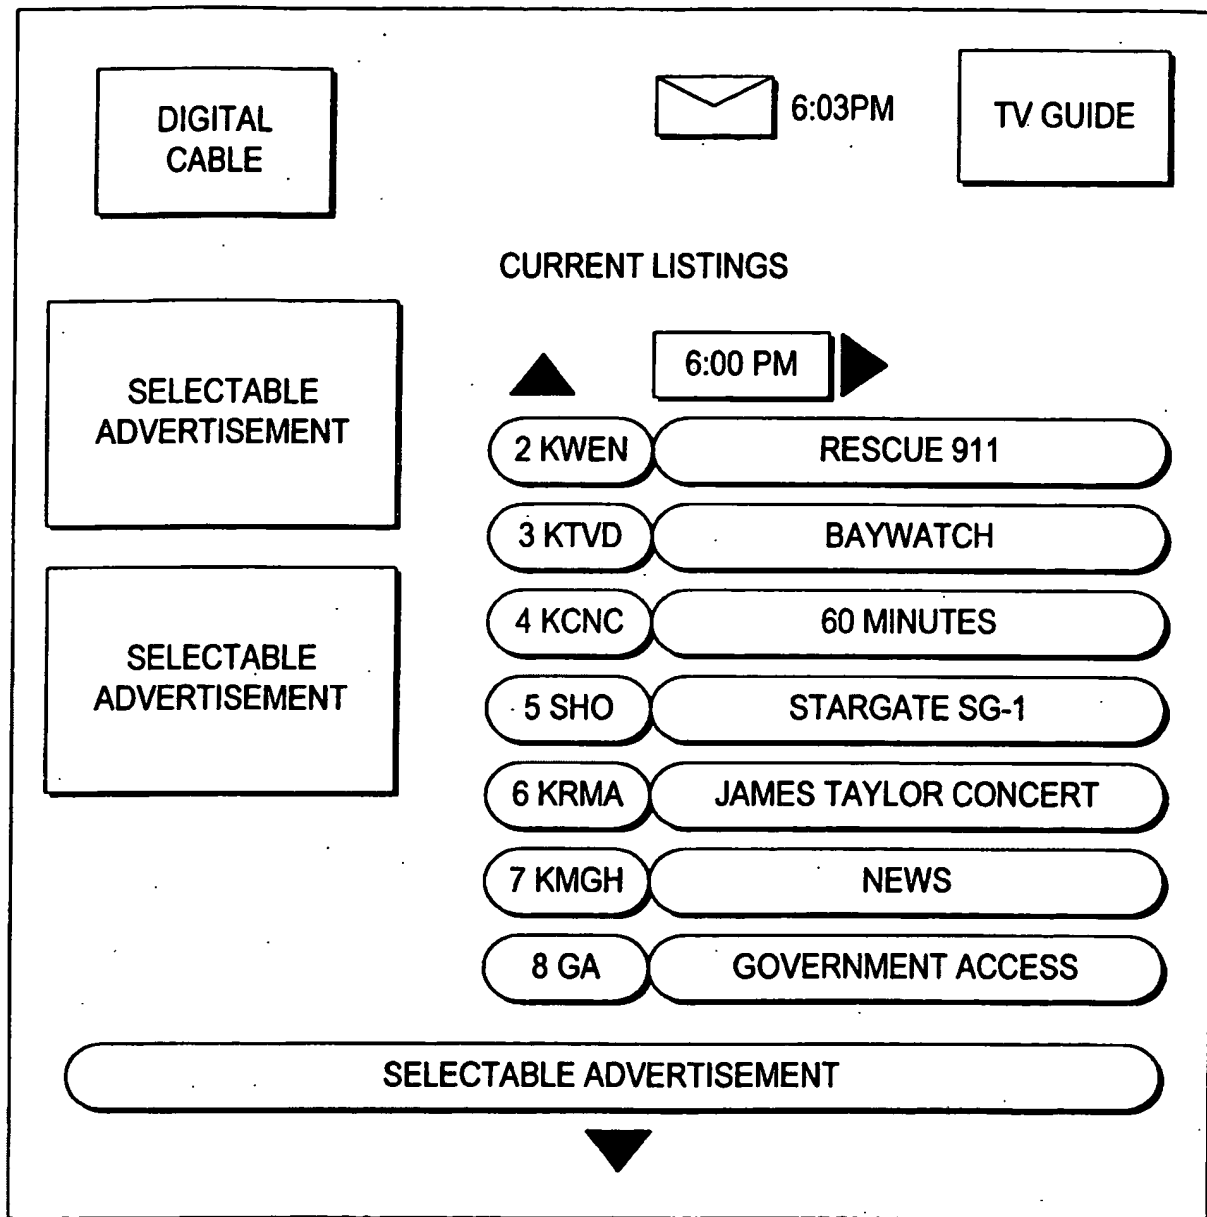 DIGITAL
CABLE
6:03PM
TV GUIDE
CURRENT LISTINGS
SELECTABLE
ADVERTISEMENT
SELECTABLE
ADVERTISEMENT
6:00 PM
2 KWEN RESCUE 911
3 KTVD BAYWATCH
4 KCNC 60 MINUTES
5 SHO STARGATE SG-1
6 KRMA JAMES TAYLOR CONCERT
7 KMGH NEWS
8 GA GOVERNMENT ACCESS
SELECTABLE ADVERTISEMENT